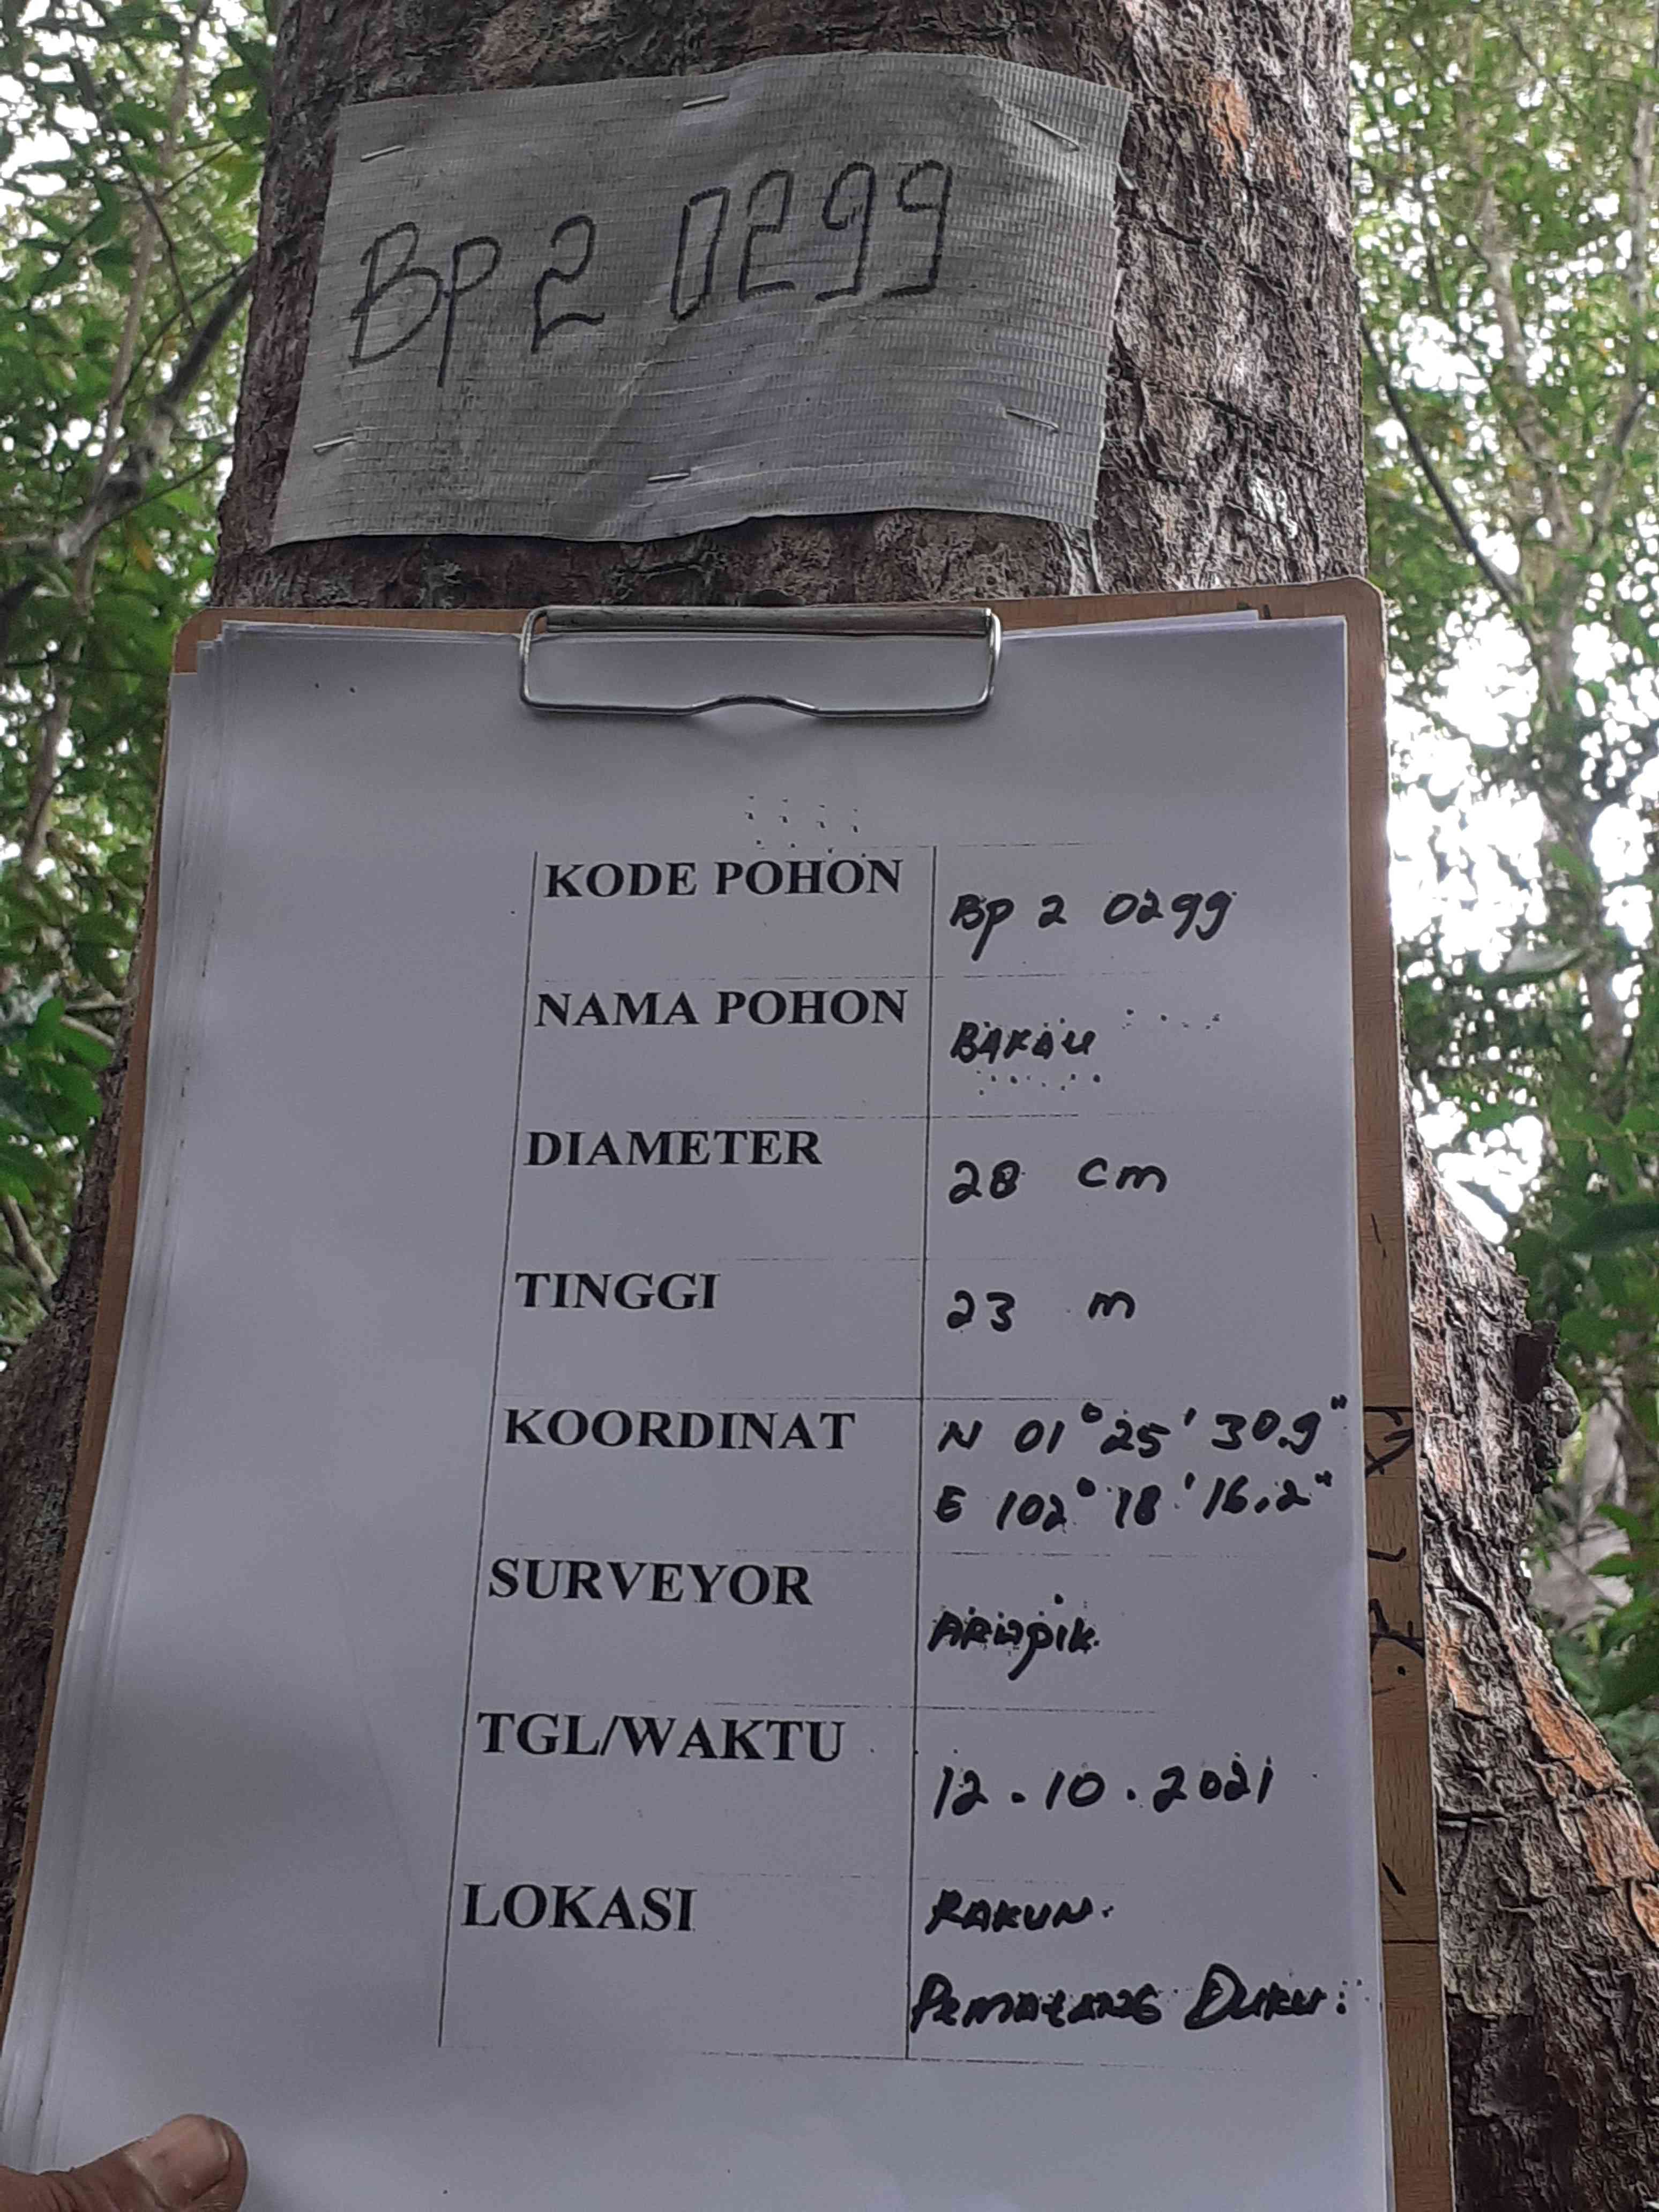 BP 2 0299
KODE POHON
BP 2 0299
NAMA POHON
BAKAU
DIAMETER
28 cm
TINGGI
23 m
KOORDINAT
N 01° 25' 30.9"
E 102° 18' 16.2"
SURVEYOR
TGL/WAKTU
12.10.2021
LOKASI
RAKUN.
PEMATANG DUKU.